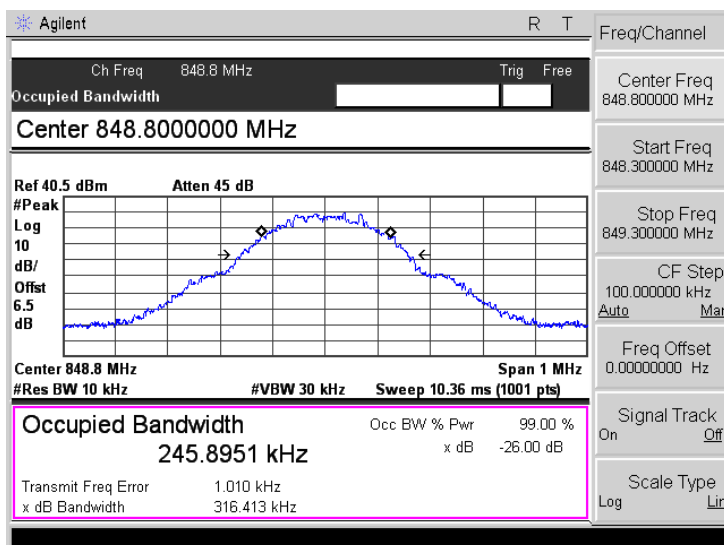 Agilent
R T
Freq/Channel
Ch Freq 848.8 MHz Trig Free
Occupied Bandwidth
Center 848.8000000 MHz
Ref 40.5 dBm Atten 45 dB
#Peak
Log
10
dB/
Offst
6.5
dB
Center 848.8 MHz Span 1 MHz
#Res BW 10 kHz #VBW 30 kHz Sweep 10.36 ms (1001 pts)
Occupied Bandwidth
245.8951 kHz
Occ BW % Pwr 99.00 %
x dB -26.00 dB
Transmit Freq Error 1.010 kHz
x dB Bandwidth 316.413 kHz
Center Freq
848.800000 MHz
Start Freq
848.300000 MHz
Stop Freq
849.300000 MHz
CF Step
100.000000 kHz
Auto Man
Freq Offset
0.00000000 Hz
Signal Track
On Off
Scale Type
Log Lin